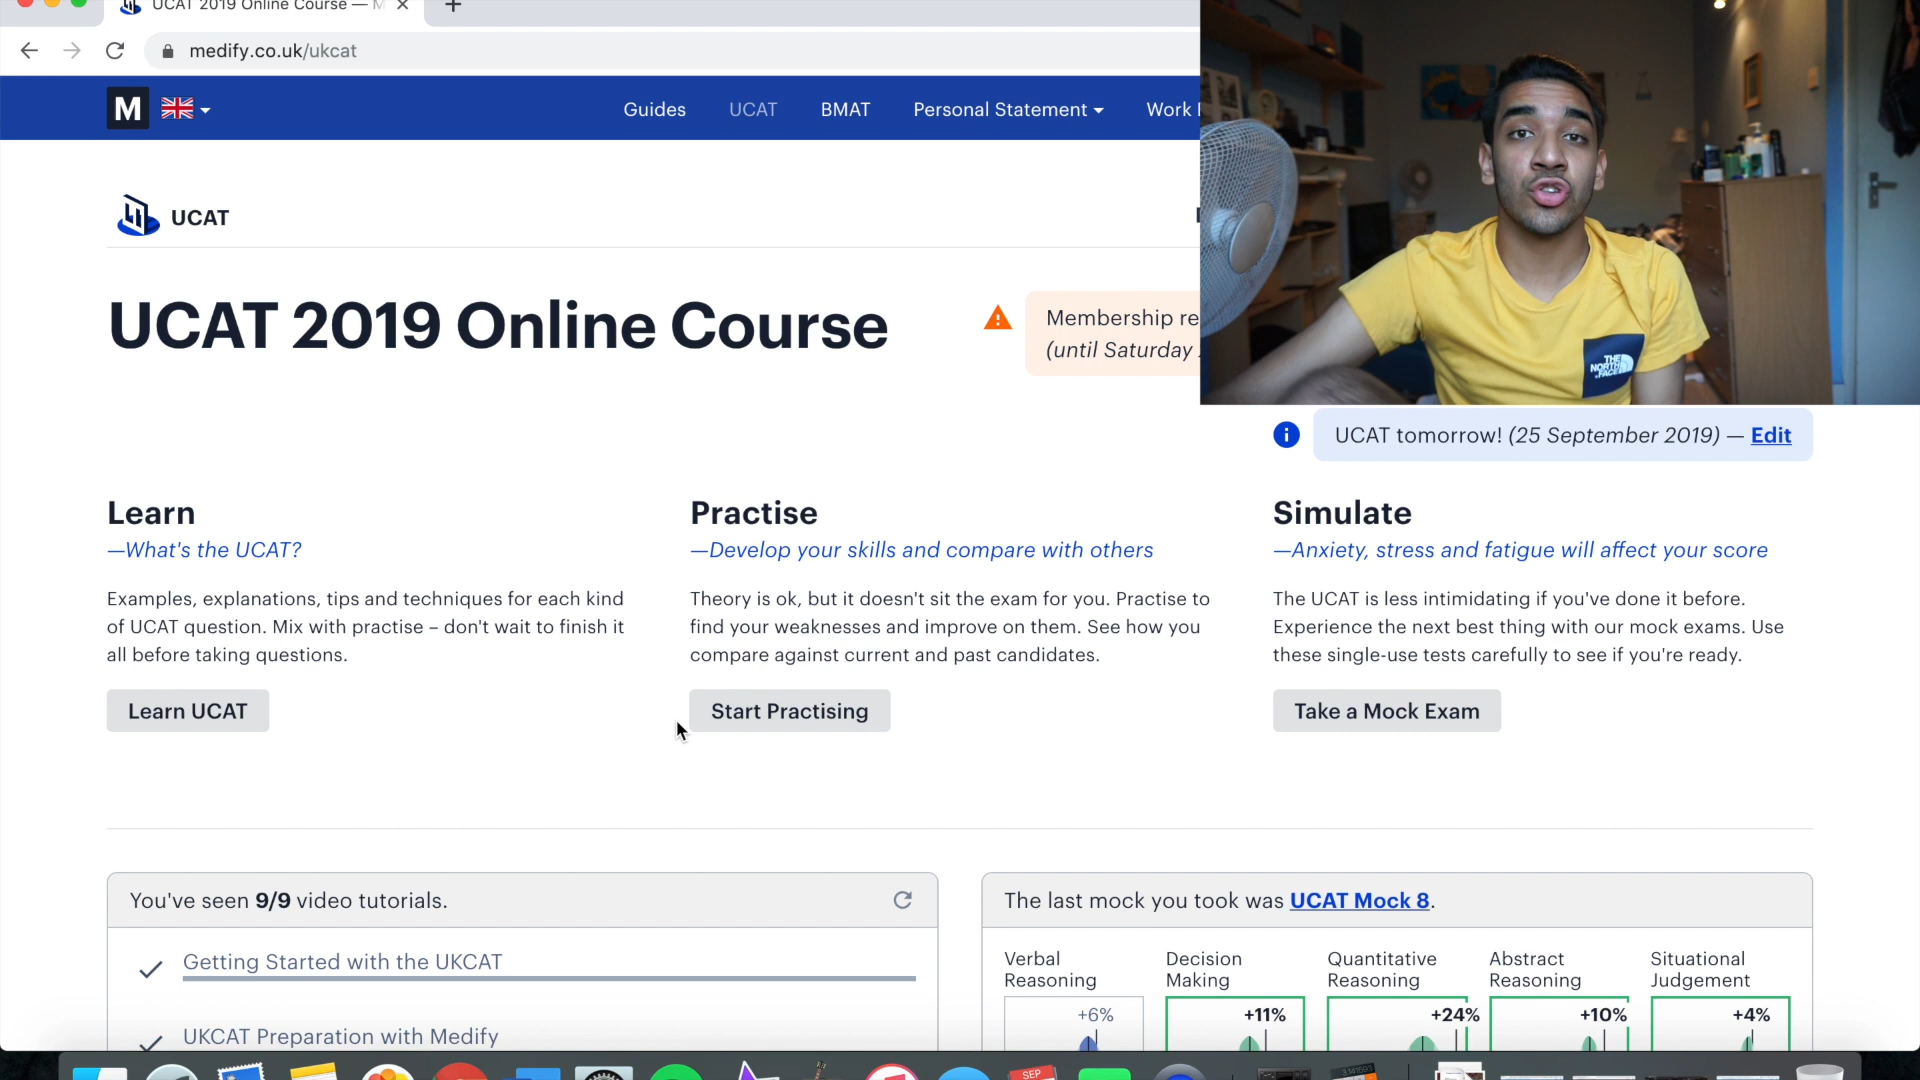 UCAT 2019 Online Course — M
medify.co.uk/ukcat
M
Guides
UCAT
BMAT
Personal Statement
Work
UCAT
UCAT 2019 Online Course
Membership re
(until Saturday
THE
NORTH
FACE
UCAT tomorrow! (25 September 2019) — Edit
Learn
—What's the UCAT?
Examples, explanations, tips and techniques for each kind
of UCAT question. Mix with practise – don't wait to finish it
all before taking questions.
Learn UCAT
Practise
—Develop your skills and compare with others
Theory is ok, but it doesn't sit the exam for you. Practise to
find your weaknesses and improve on them. See how you
compare against current and past candidates.
Start Practising
Simulate
—Anxiety, stress and fatigue will affect your score
The UCAT is less intimidating if you've done it before.
Experience the next best thing with our mock exams. Use
these single-use tests carefully to see if you're ready.
Take a Mock Exam
You've seen 9/9 video tutorials.
Getting Started with the UKCAT
UKCAT Preparation with Medify
The last mock you took was UCAT Mock 8.
Verbal
Reasoning
+6%
Decision
Making
+11%
Quantitative
Reasoning
+24%
Abstract
Reasoning
+10%
Situational
Judgement
+4%
SEP
3.141593